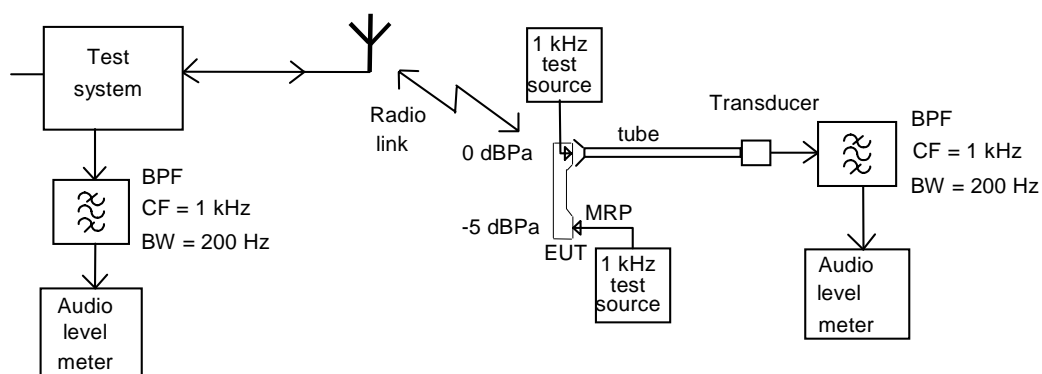 Test
system
BPF
CF = 1 kHz
BW = 200 Hz
Audio
level
meter
Radio
link
1 kHz
test
source
0 dBPa
-5 dBPa
MRP
EUT
1 kHz
test
source
tube
Transducer
BPF
CF = 1 kHz
BW = 200 Hz
Audio
level
meter